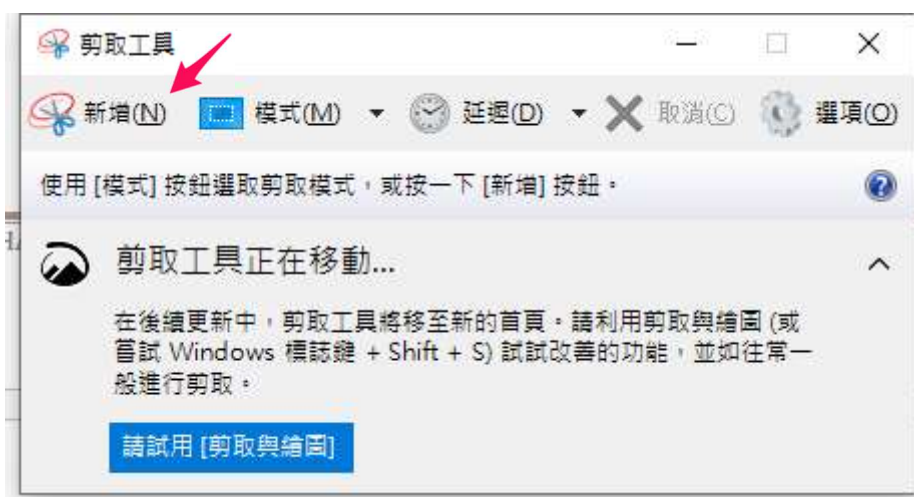 剪取工具
新增(N) 模式(M) 延遲(D) 取消(C) 選項(O)
使用 [模式] 按鈕選取剪取模式，或按一下 [新增] 按鈕。
剪取工具正在移動...
在後續更新中，剪取工具將移至新的首頁。請利用剪取與繪圖 (或
嘗試 Windows 標誌鍵 + Shift + S) 試試改善的功能，並如往常一
般進行剪取。
請試用 [剪取與繪圖]